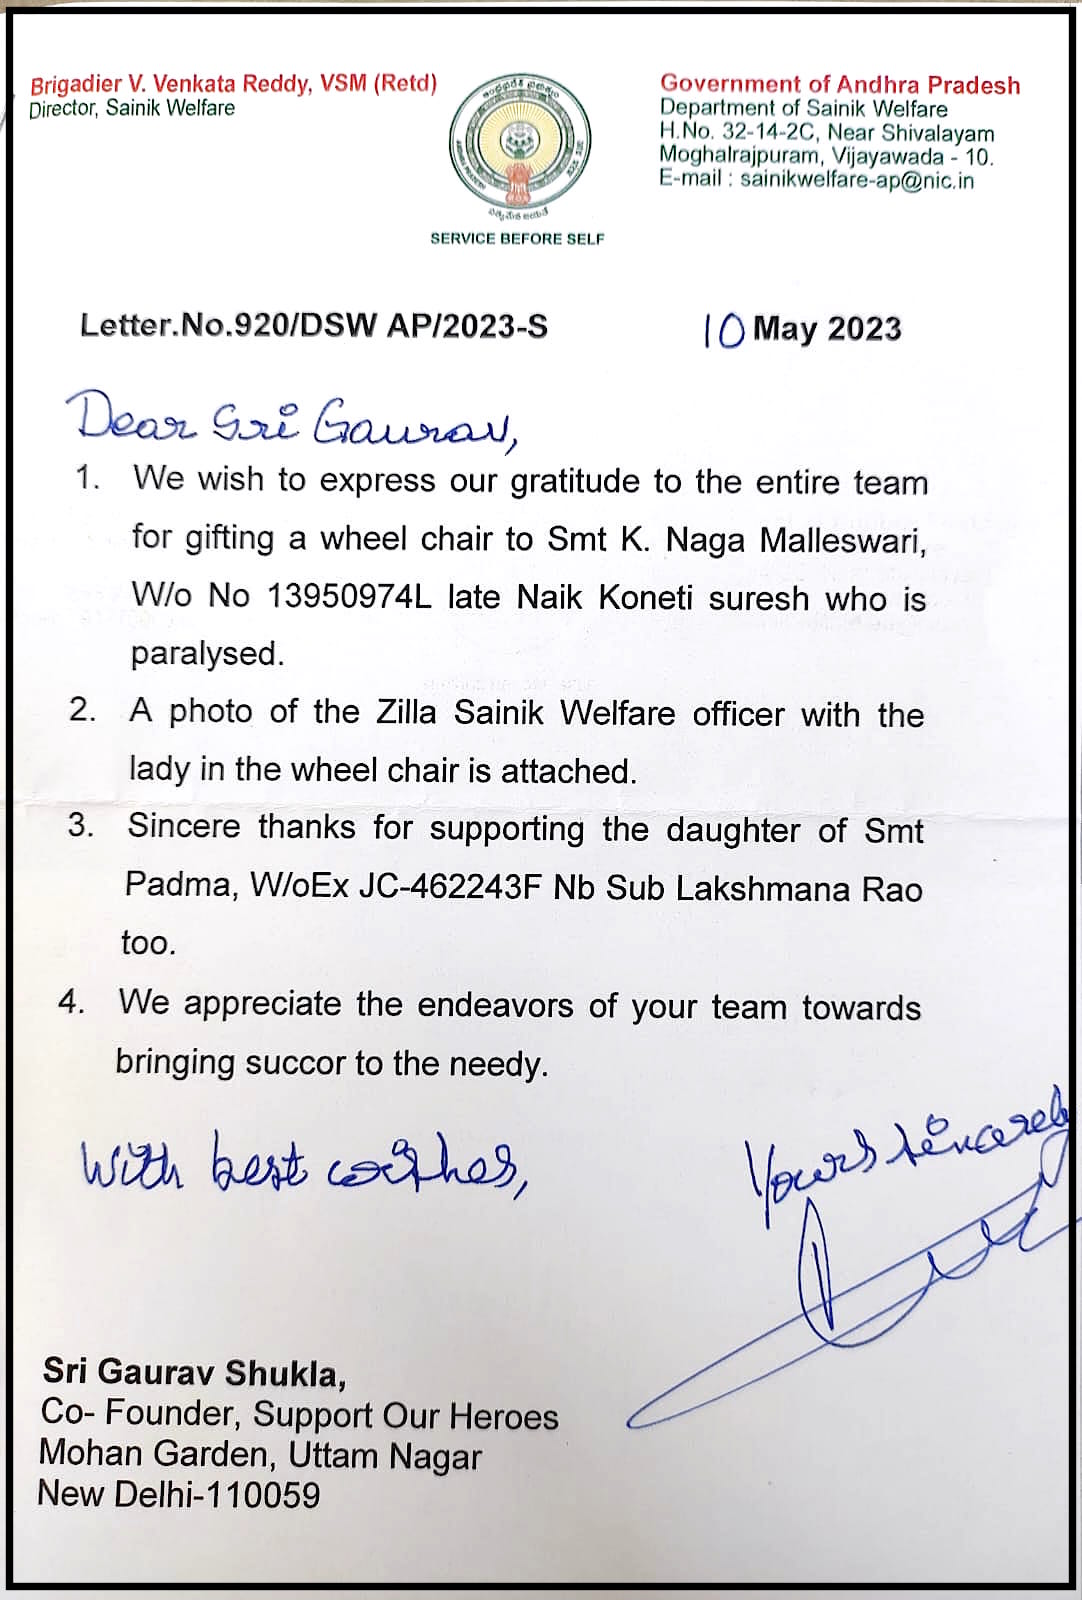 Brigadier V. Venkata Reddy, VSM (Retd)
Director, Sainik Welfare
Government of Andhra Pradesh
Department of Sainik Welfare
H.No. 32-14-2C, Near Shivalayam
Moghalrajpuram, Vijayawada - 10.
E-mail : sainikwelfare-ap@nic.in
ANDHRA PRADESH
SERVICE BEFORE SELF
Letter.No.920/DSW AP/2023-S
10 May 2023
Dear Sri Gaurav,
1. We wish to express our gratitude to the entire team
for gifting a wheel chair to Smt K. Naga Malleswari,
W/o No 13950974L late Naik Koneti suresh who is
paralysed.
2. A photo of the Zilla Sainik Welfare officer with the
lady in the wheel chair is attached.
3. Sincere thanks for supporting the daughter of Smt
Padma, W/oEx JC-462243F Nb Sub Lakshmana Rao
too.
4. We appreciate the endeavors of your team towards
bringing succor to the needy.
With best wishes,
Yours sincerely
Sri Gaurav Shukla,
Co- Founder, Support Our Heroes
Mohan Garden, Uttam Nagar
New Delhi-110059